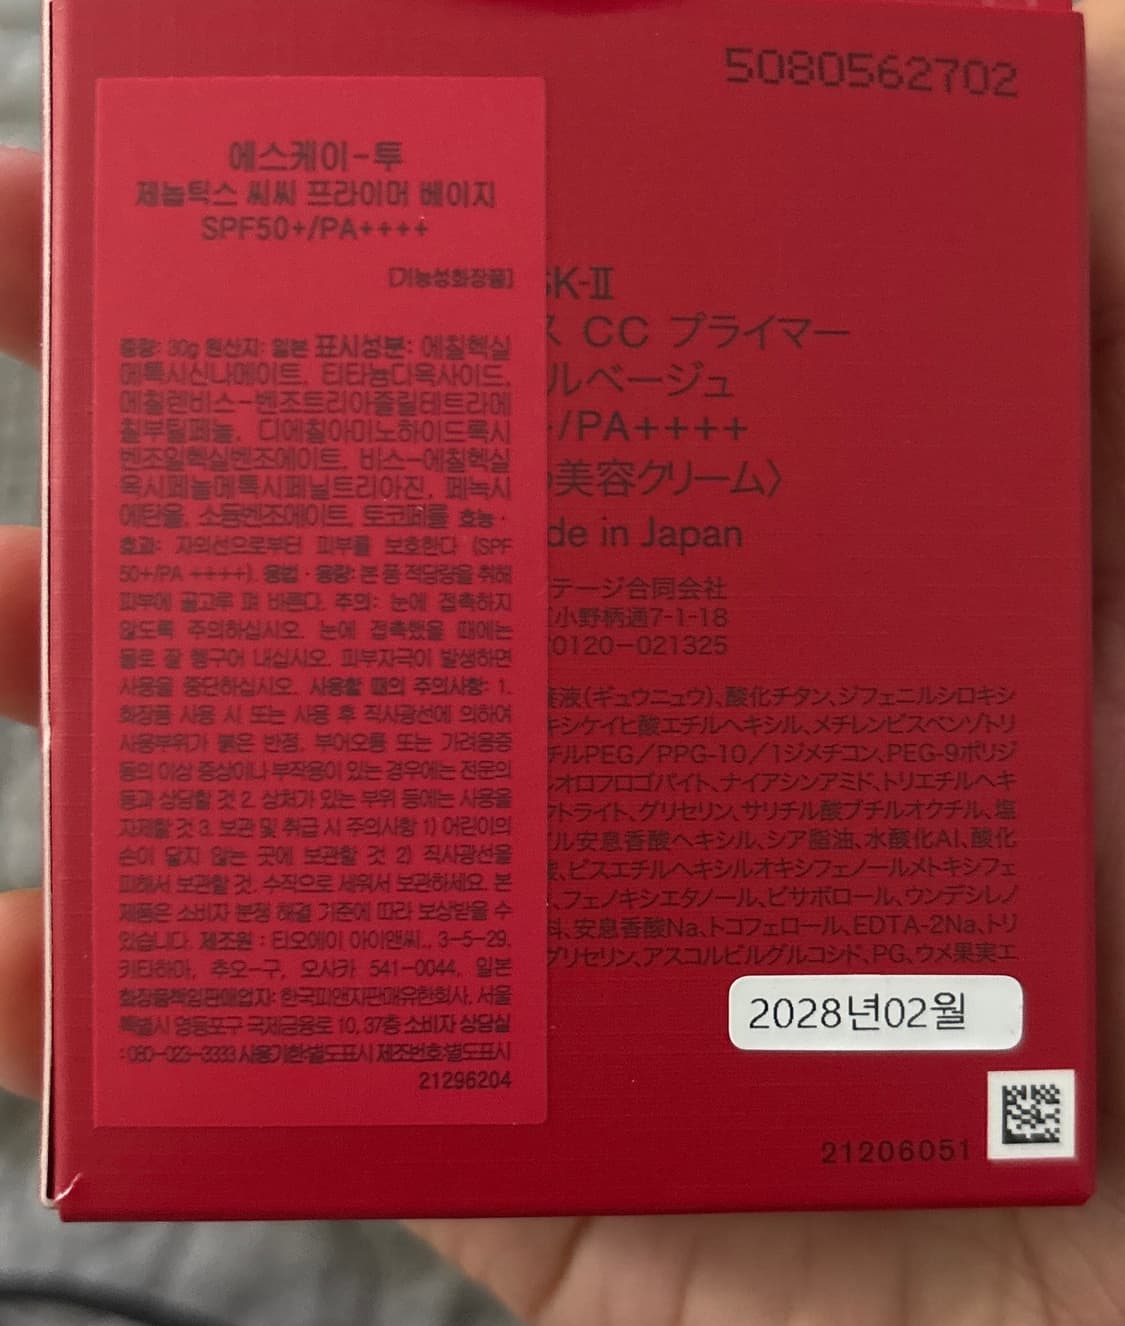 5080562702
에스케이-투
제놉틱스 씨씨 프라이머 베이지
SPF50+/PA++++
[기능성화장품]
중량: 30g 원산지: 일본 표시성분: 에칠헥실
메톡시신나메이트, 티타늄디옥사이드,
에칠렌비스-벤조트리아졸릴테트라메
칠부틸페놀, 디에칠아미노하이드록시
벤조일헥실벤조에이트, 비스-에칠헥실
옥시페놀메톡시페닐트리아진, 페녹시
에탄올, 소듐벤조에이트, 토코페롤 효능·
효과: 자외선으로부터 피부를 보호한다 (SPF
50+/PA ++++). 용법·용량: 본 품 적당량을 취해
피부에 골고루 펴 바른다. 주의: 눈에 접촉하지
않도록 주의하십시오. 눈에 접촉했을 때에는
물로 잘 헹구어 내십시오. 피부자극이 발생하면
사용을 중단하십시오. 사용할 때의 주의사항: 1.
화장품 사용 시 또는 사용 후 직사광선에 의하여
사용부위가 붉은 반점, 부어오름 또는 가려움증
등의 이상 증상이나 부작용이 있는 경우에는 전문의
등과 상담할 것 2. 상처가 있는 부위 등에는 사용을
자제할 것 3. 보관 및 취급 시 주의사항 1) 어린이의
손이 닿지 않는 곳에 보관할 것 2) 직사광선을
피해서 보관할 것. 수직으로 세워서 보관하세요. 본
제품은 소비자 분쟁 해결 기준에 따라 보상받을 수
있습니다. 제조원 : 티오에이 아이앤씨., 3-5-29,
키타하마, 추오-구, 오사카 541-0044, 일본
화장품책임판매업자: 한국피앤지판매유한회사, 서울
특별시 영등포구 국제금융로 10, 37층 소비자 상담실
: 080-023-3333 사용기한:별도표시 제조번호:별도표시
21296204
SK-II
ス CC プライマー
ルベージュ
/PA++++
美容クリーム〉
de in Japan
テージ合同会社
小野柄通7-1-18
0120-021325
養液(ギュウニュウ)、酸化チタン、ジフェニルシロキシ
キシケイヒ酸エチルヘキシル、メチレンビスベンゾトリ
チルPEG/PPG-10/1ジメチコン、PEG-9ポリジ
オロフロゴパイト、ナイアシンアミド、トリエチルヘキ
クトライト、グリセリン、サリチル酸ブチルオクチル、塩
ル安息香酸ヘキシル、シア脂油、水酸化Al、酸化
、ビスエチルヘキシルオキシフェノールメトキシフェ
、フェノキシエタノール、ビサボロール、ウンデシレノ
料、安息香酸Na、トコフェロール、EDTA-2Na、トリ
グリセリン、アスコルビルグルコシド、PG、ウメ果実エ
2028년02월
21206051